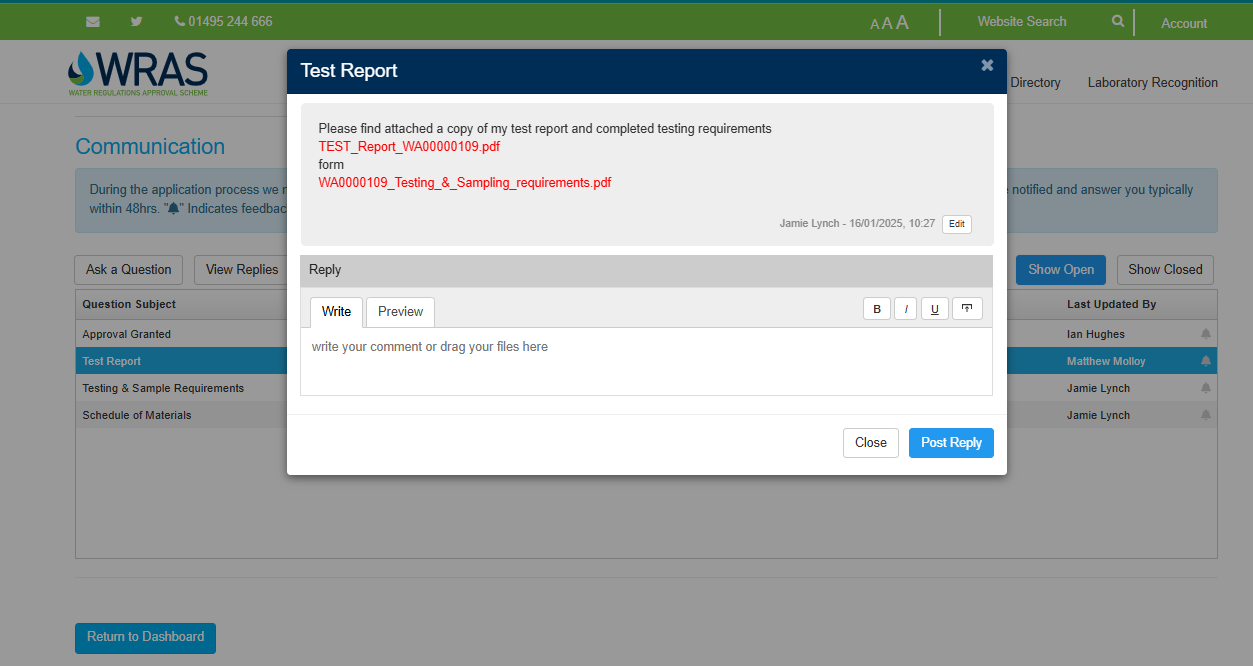 01495 244 666
A A A
Website Search
Account
WRAS
WATER REGULATIONS APPROVAL SCHEME
Directory
Laboratory Recognition
Test Report
Please find attached a copy of my test report and completed testing requirements
TEST_Report_WA00000109.pdf
form
WA0000109_Testing_&_Sampling_requirements.pdf
Jamie Lynch - 16/01/2025, 10:27
Edit
Communication
During the application process we
notified and answer you typically
within 48hrs. "🔔" Indicates
Ask a Question
View Replies
Show Open
Show Closed
Reply
Write
Preview
B
I
U
write your comment or drag your files here
Close
Post Reply
Question Subject
Last Updated By
Approval Granted
Ian Hughes
Test Report
Matthew Molloy
Testing & Sample Requirements
Jamie Lynch
Schedule of Materials
Jamie Lynch
Return to Dashboard